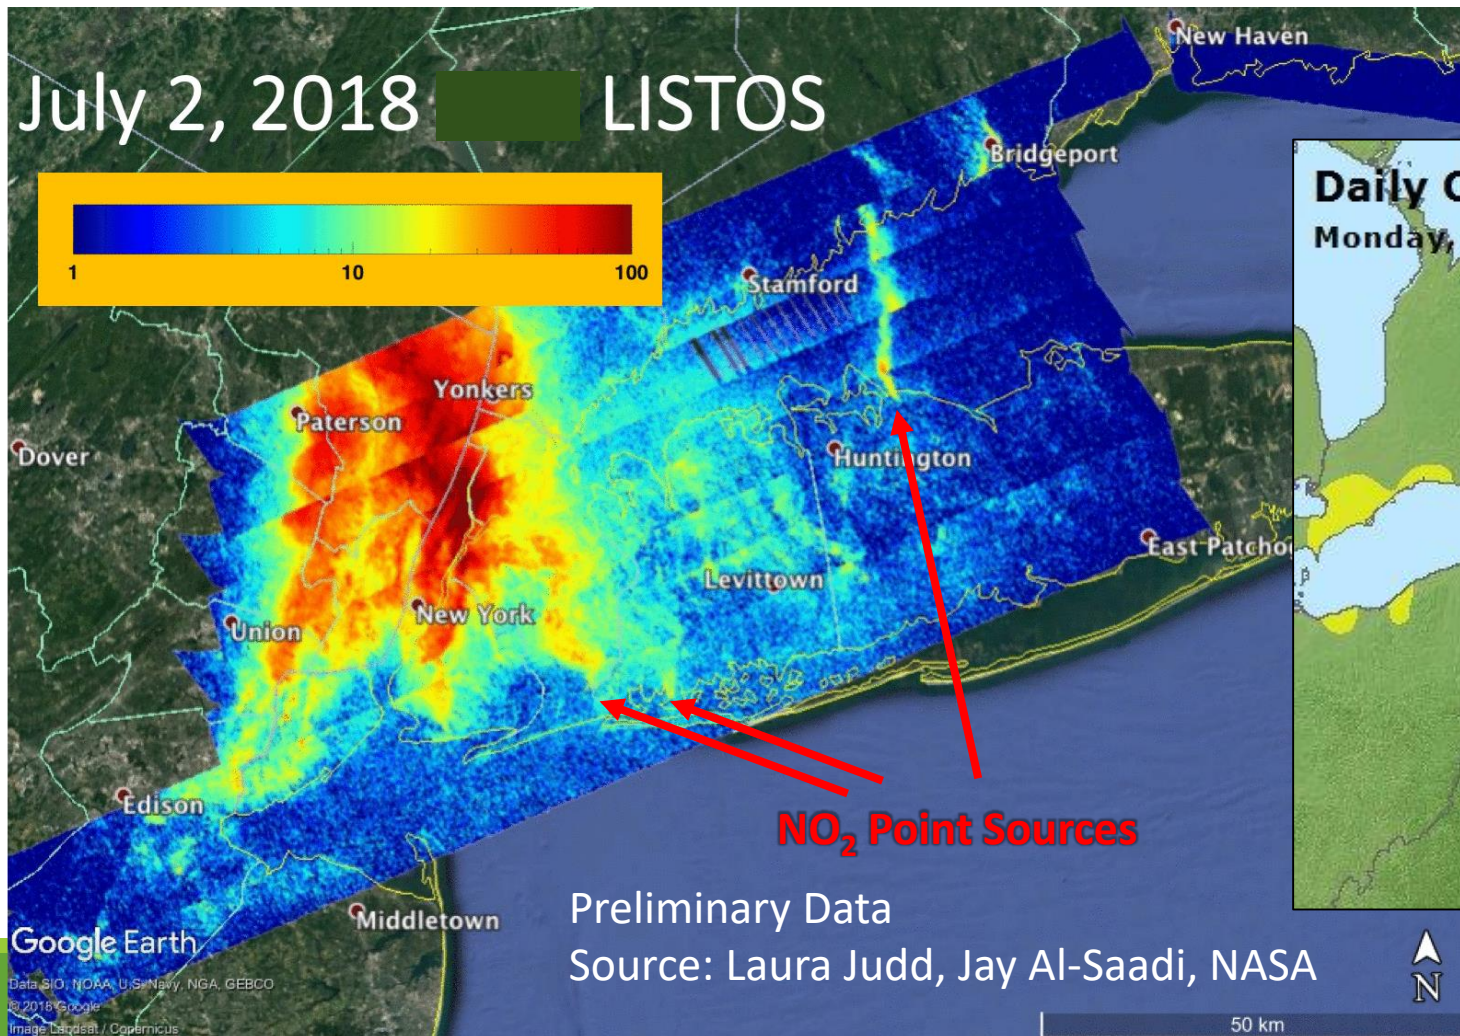 July 2, 2018 LISTOS
1 10 100
New Haven
Bridgeport
Stamford
Yonkers
Paterson
Dover
Huntington
East Patcho
Levittown
New York
Union
Edison
Middletown
NO₂ Point Sources
Preliminary Data
Source: Laura Judd, Jay Al-Saadi, NASA
Daily
Monday,
Google Earth
Data SIO, NOAA, U.S. Navy, NGA, GEBCO
© 2018 Google
Image Landsat / Copernicus
N
50 km